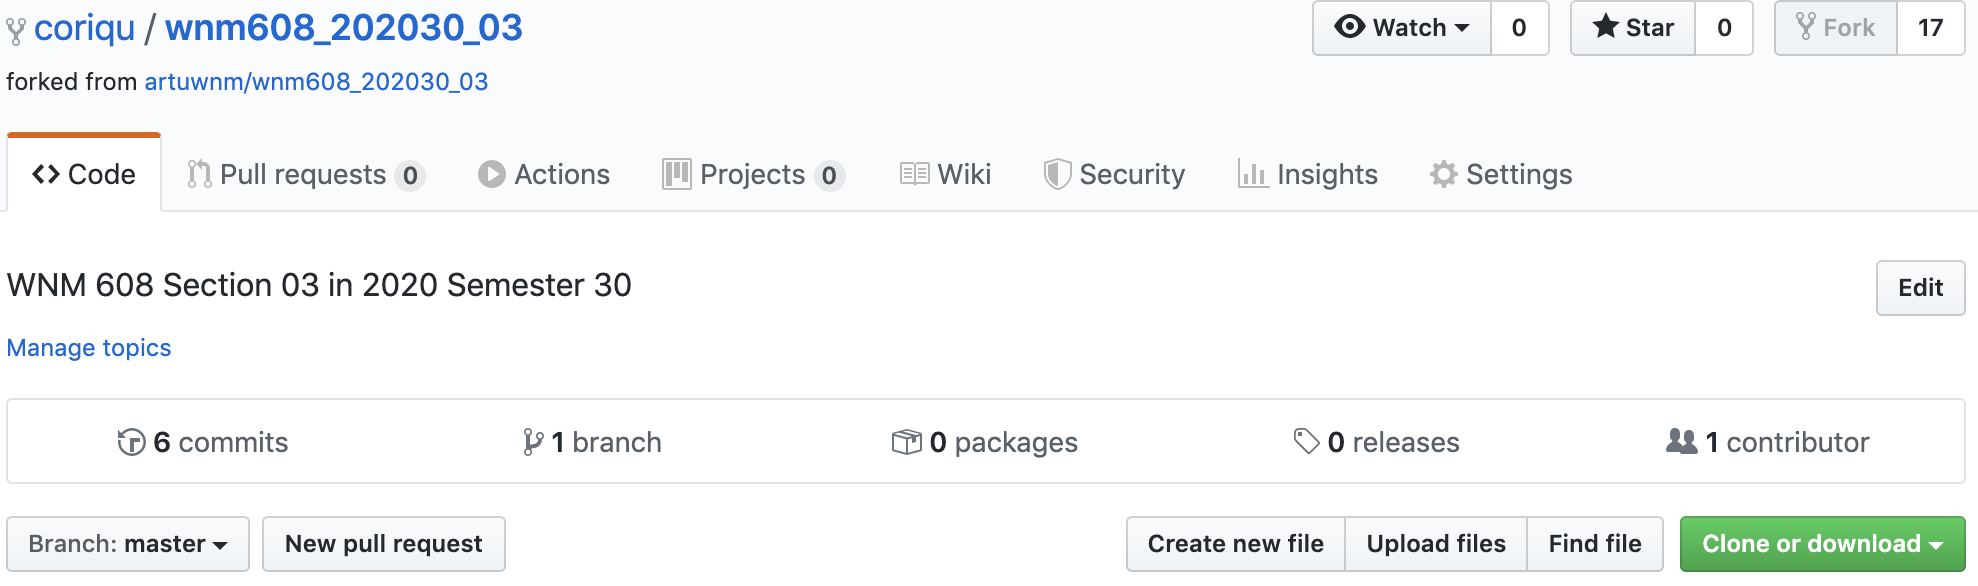 coriqu / wnm608_202030_03 Watch 0 Star 0 Fork 17
forked from artuwnm/wnm608_202030_03
Code Pull requests 0 Actions Projects 0 Wiki Security Insights Settings
WNM 608 Section 03 in 2020 Semester 30 Edit
Manage topics
6 commits 1 branch 0 packages 0 releases 1 contributor
Branch: master New pull request Create new file Upload files Find file Clone or download